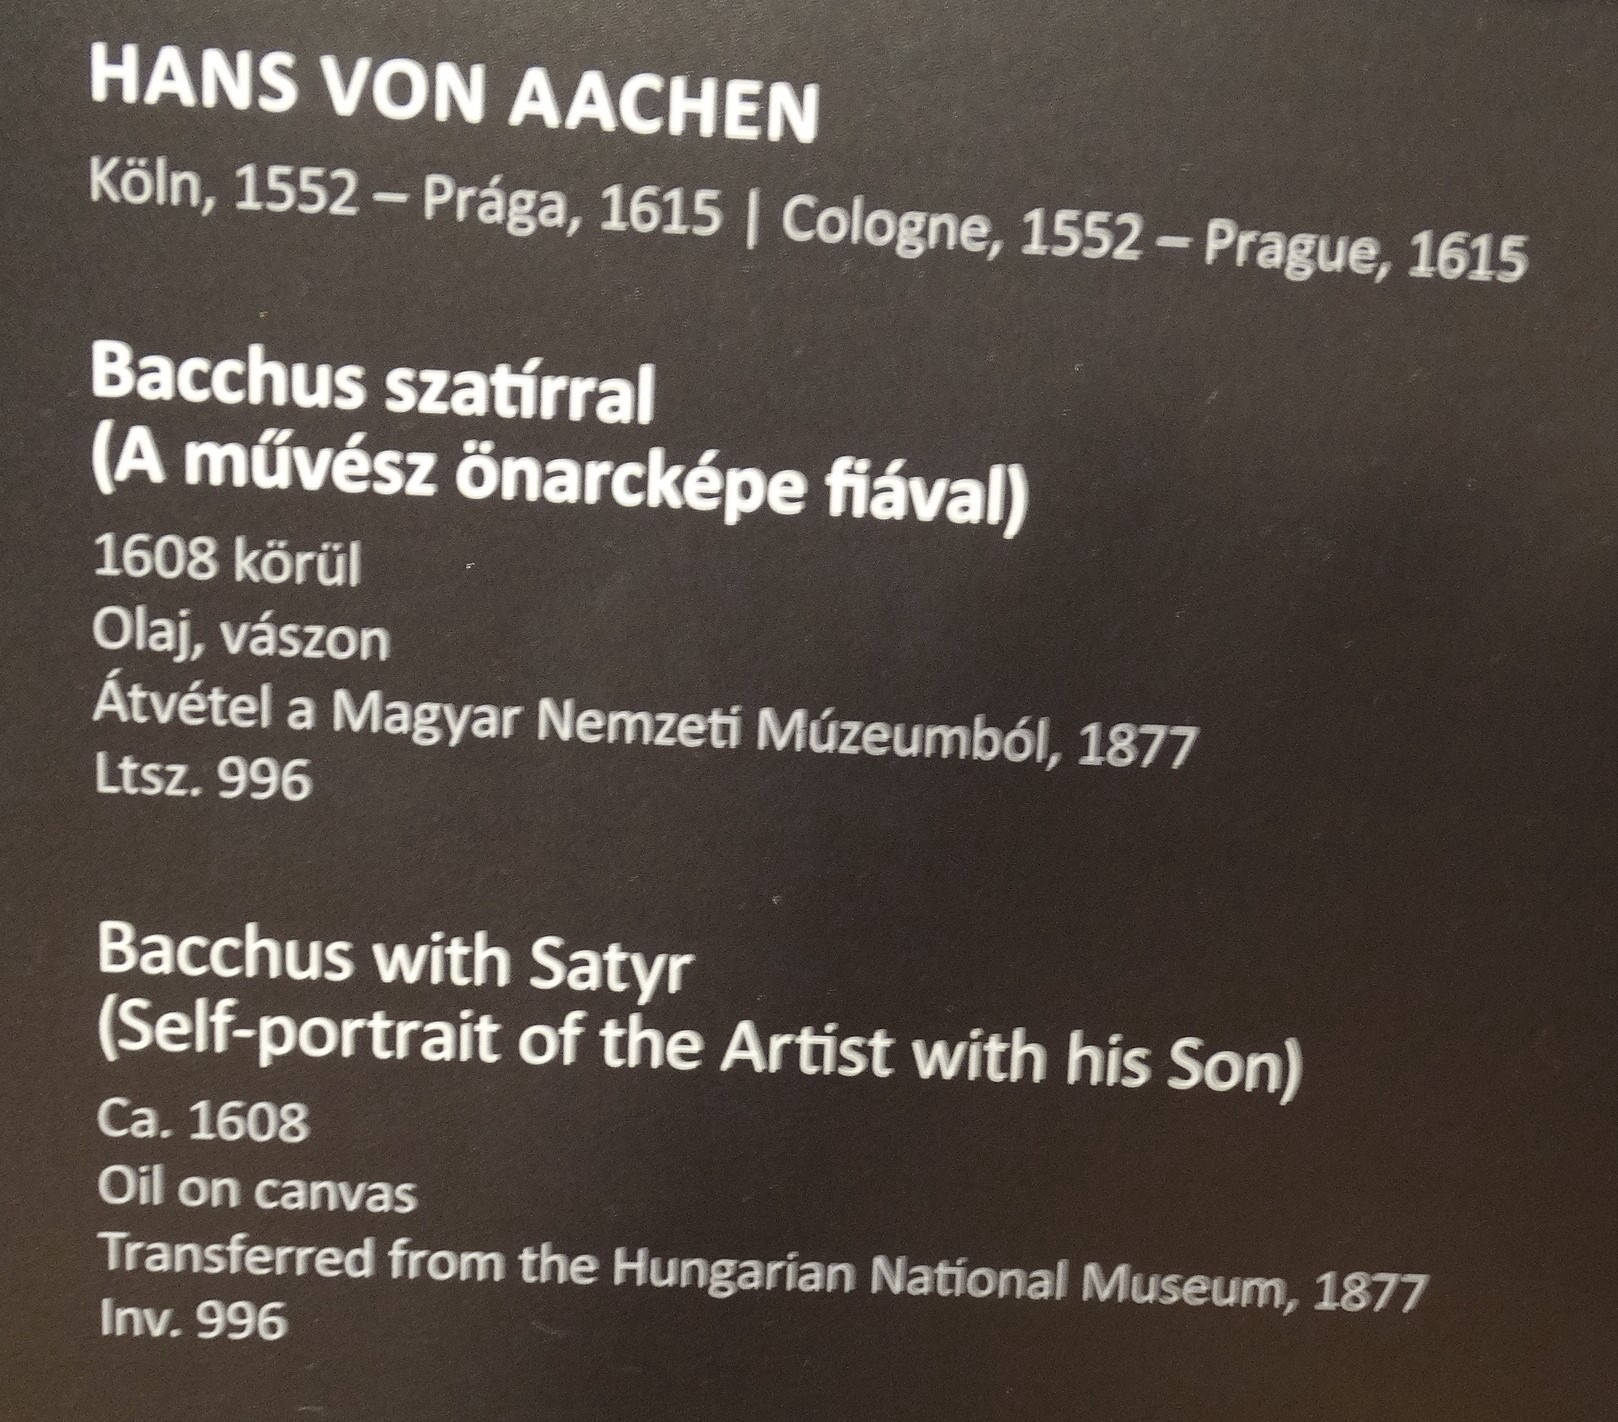 HANS VON AACHEN
Köln, 1552 – Prága, 1615 | Cologne, 1552 – Prague, 1615
Bacchus szatírral
(A művész önarcképe fiával)
1608 körül
Olaj, vászon
Átvétel a Magyar Nemzeti Múzeumból, 1877
Ltsz. 996
Bacchus with Satyr
(Self-portrait of the Artist with his Son)
Ca. 1608
Oil on canvas
Transferred from the Hungarian National Museum, 1877
Inv. 996